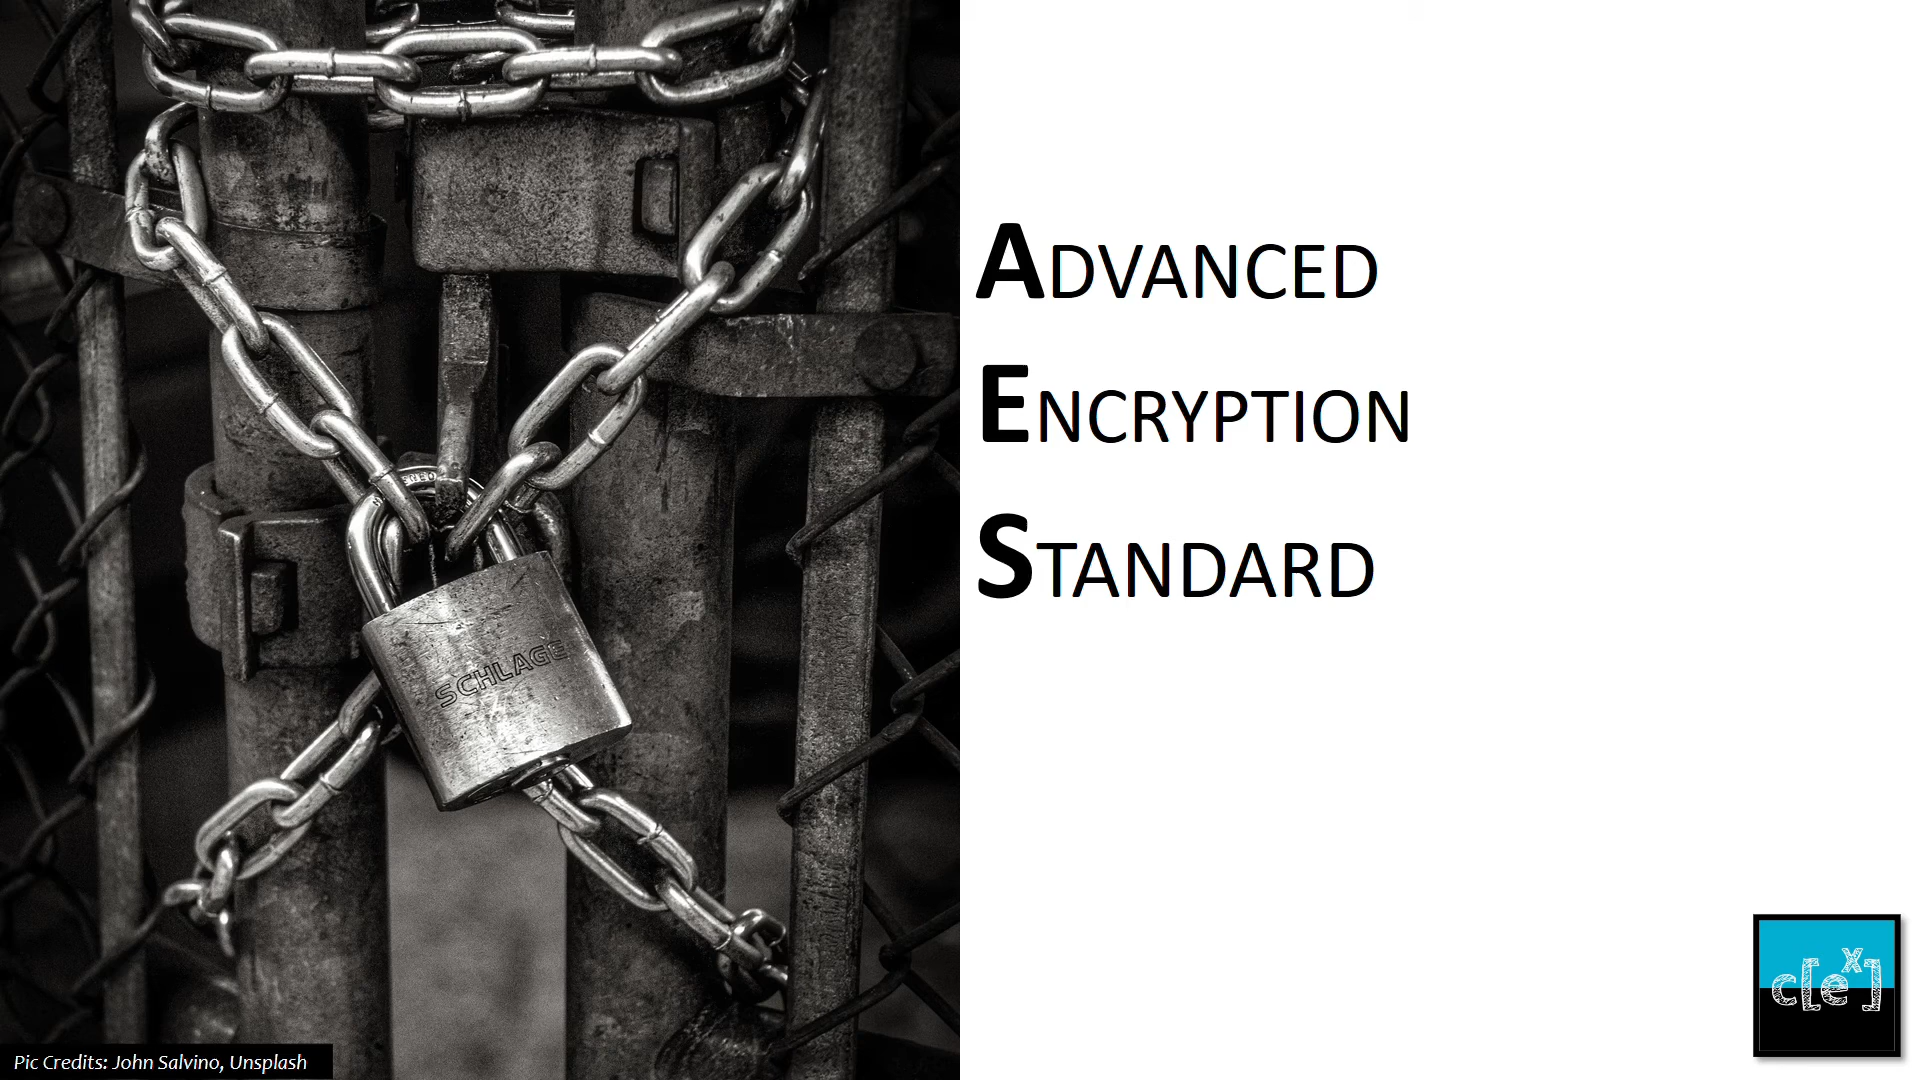 ADVANCED
ENCRYPTION
STANDARD
SCHLAGE
c[e^x]
Pic Credits: John Salvino, Unsplash